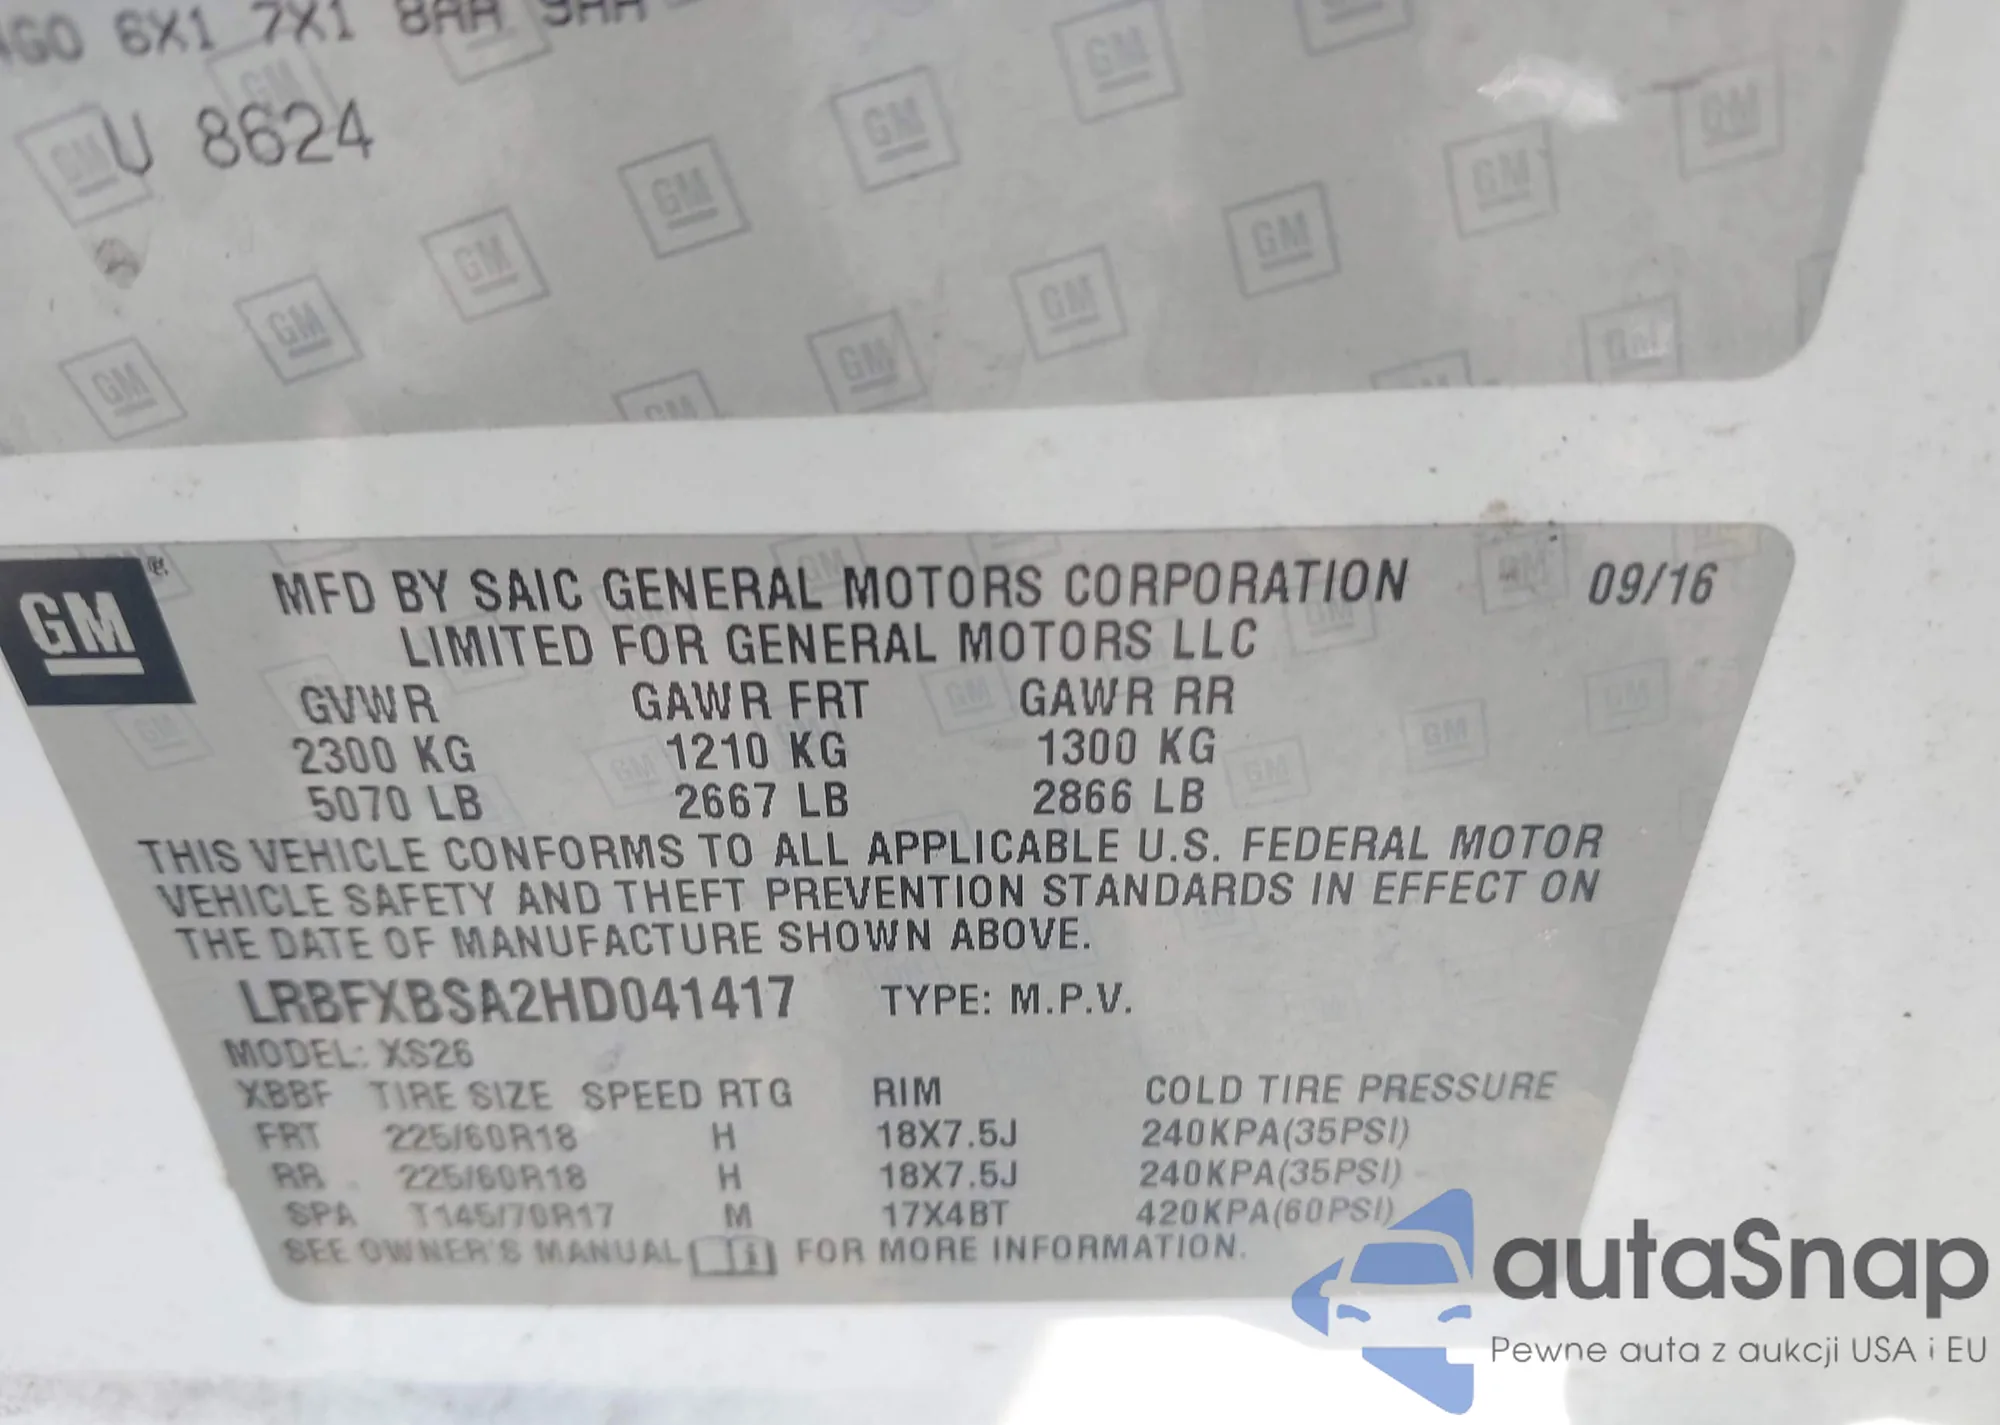 AG0 6X1 7X1 8AA 9AA
U 8624
GM
MFD BY SAIC GENERAL MOTORS CORPORATION 09/16
LIMITED FOR GENERAL MOTORS LLC
GVWR GAWR FRT GAWR RR
2300 KG 1210 KG 1300 KG
5070 LB 2667 LB 2866 LB
THIS VEHICLE CONFORMS TO ALL APPLICABLE U.S. FEDERAL MOTOR
VEHICLE SAFETY AND THEFT PREVENTION STANDARDS IN EFFECT ON
THE DATE OF MANUFACTURE SHOWN ABOVE.
LRBFXBSA2HD041417 TYPE: M.P.V.
MODEL: XS26
XBBF TIRE SIZE SPEED RTG RIM COLD TIRE PRESSURE
FRT 225/60R18 H 18X7.5J 240KPA(35PSI)
RR 225/60R18 H 18X7.5J 240KPA(35PSI)
SPA T145/70R17 M 17X4BT 420KPA(60PSI)
SEE OWNER'S MANUAL FOR MORE INFORMATION.
autaSnap
Pewne auta z aukcji USA i EU